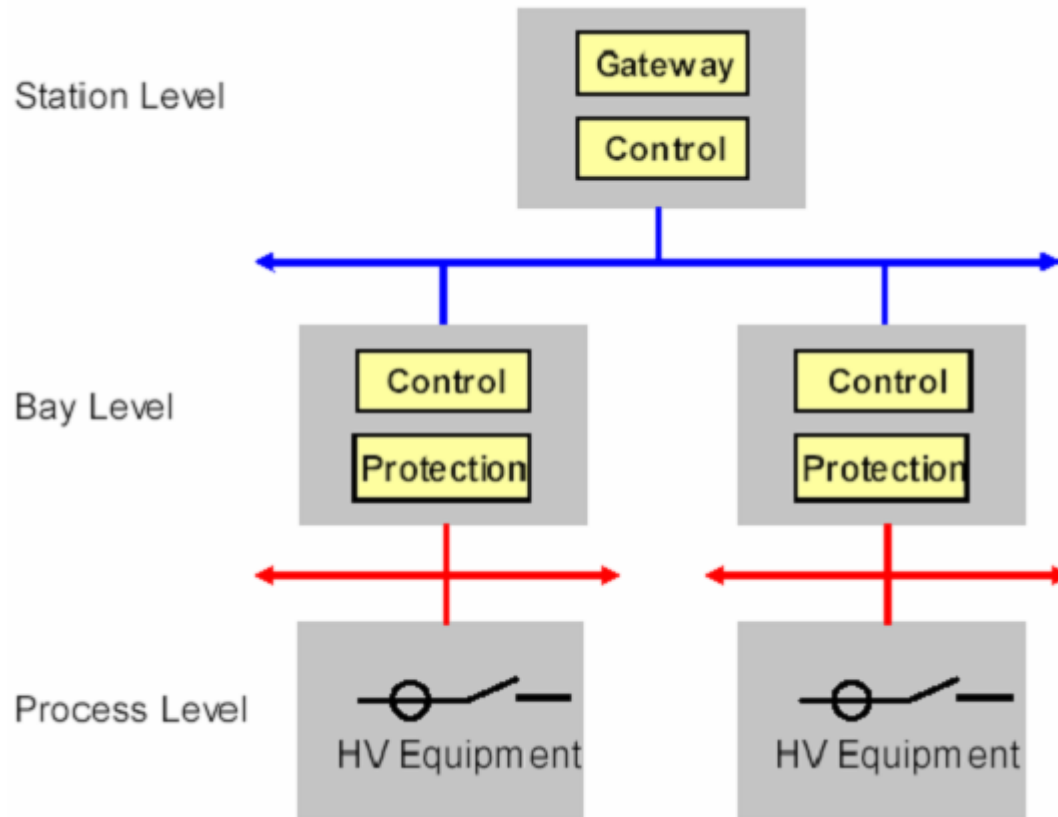 Station Level
Gateway
Control
Bay Level
Control
Protection
Control
Protection
Process Level
HV Equipment
HV Equipment